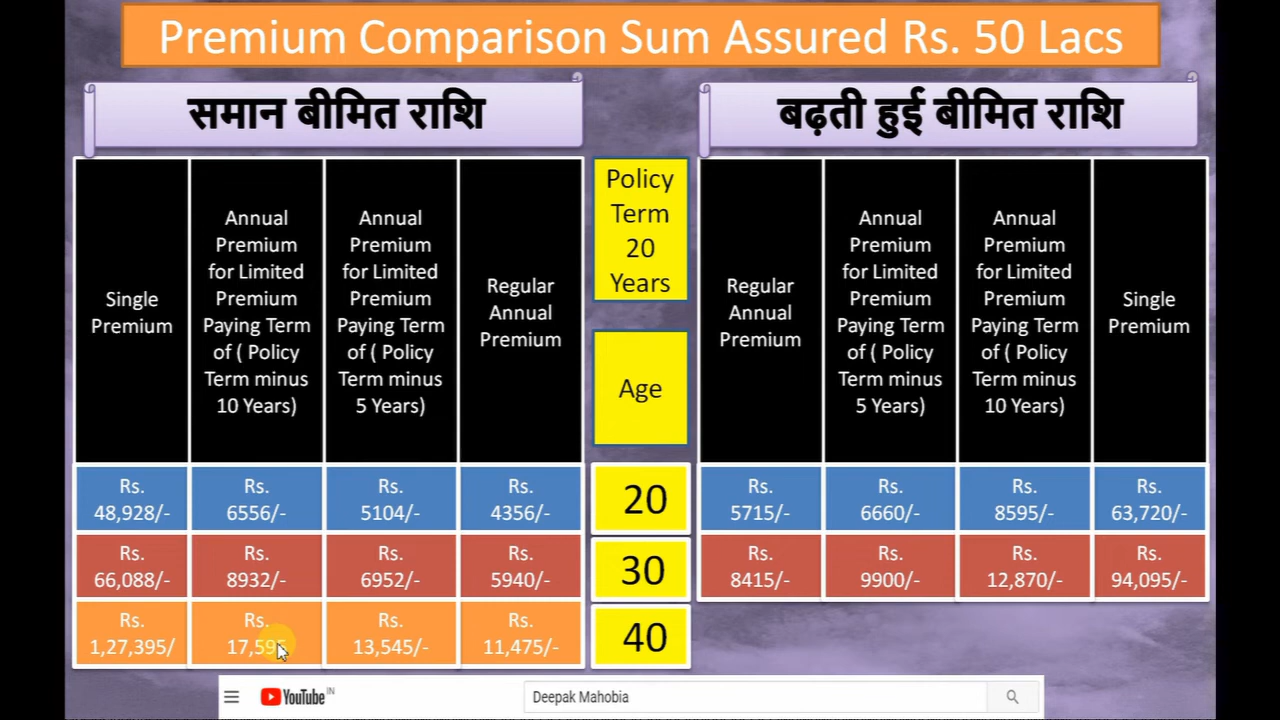 Premium Comparison Sum Assured Rs. 50 Lacs
समान बीमित राशि
बढ़ती हुई बीमित राशि
Single
Premium
Annual
Premium
for Limited
Premium
Paying Term
of ( Policy
Term minus
10 Years)
Annual
Premium
for Limited
Premium
Paying Term
of ( Policy
Term minus
5 Years)
Regular
Annual
Premium
Policy
Term
20
Years
Age
Regular
Annual
Premium
Annual
Premium
for Limited
Premium
Paying Term
of ( Policy
Term minus
5 Years)
Annual
Premium
for Limited
Premium
Paying Term
of ( Policy
Term minus
10 Years)
Single
Premium
Rs.
48,928/-
Rs.
6556/-
Rs.
5104/-
Rs.
4356/-
20
Rs.
5715/-
Rs.
6660/-
Rs.
8595/-
Rs.
63,720/-
Rs.
66,088/-
Rs.
8932/-
Rs.
6952/-
Rs.
5940/-
30
Rs.
8415/-
Rs.
9900/-
Rs.
12,870/-
Rs.
94,095/-
Rs.
1,27,395/
Rs.
Rs.
13,545/-
Rs.
11,475/-
40
YouTube IN
Deepak Mahobia